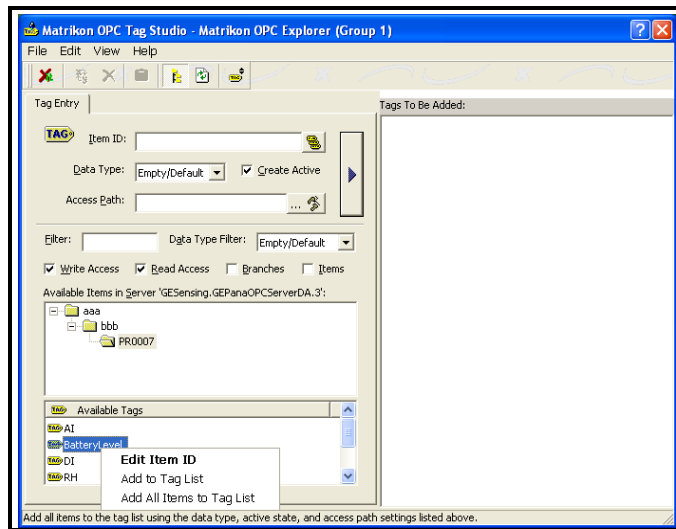 Matrikon OPC Tag Studio - Matrikon OPC Explorer (Group 1)
File Edit View Help
Tag Entry
Tags To Be Added:
TAG Item ID:
Data Type: Empty/Default Create Active
Access Path: ...
Filter: Data Type Filter: Empty/Default
Write Access Read Access Branches Items
Available Items in Server 'GESensing.GEPanaOPCServerDA.3':
aaa
bbb
PR0007
TAG Available Tags
TAG AI
TAG BatteryLevel
TAG DI
TAG RH
Edit Item ID
Add to Tag List
Add All Items to Tag List
Add all items to the tag list using the data type, active state, and access path settings listed above.